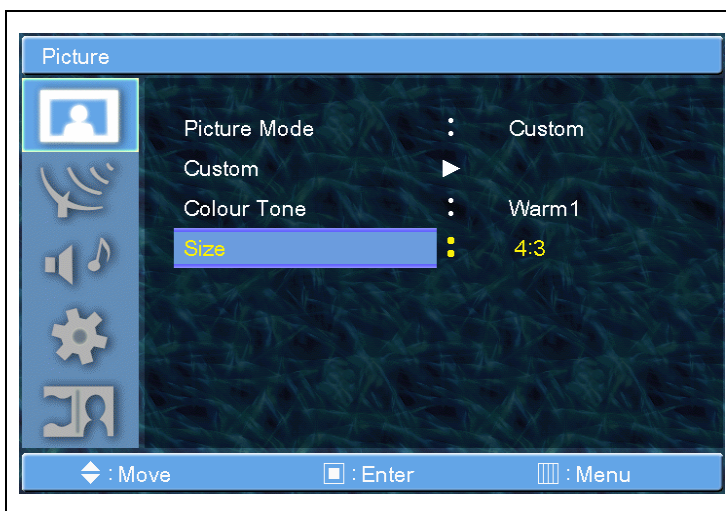 Picture
Picture Mode : Custom
Custom ►
Colour Tone : Warm1
Size : 4:3
: Move : Enter : Menu